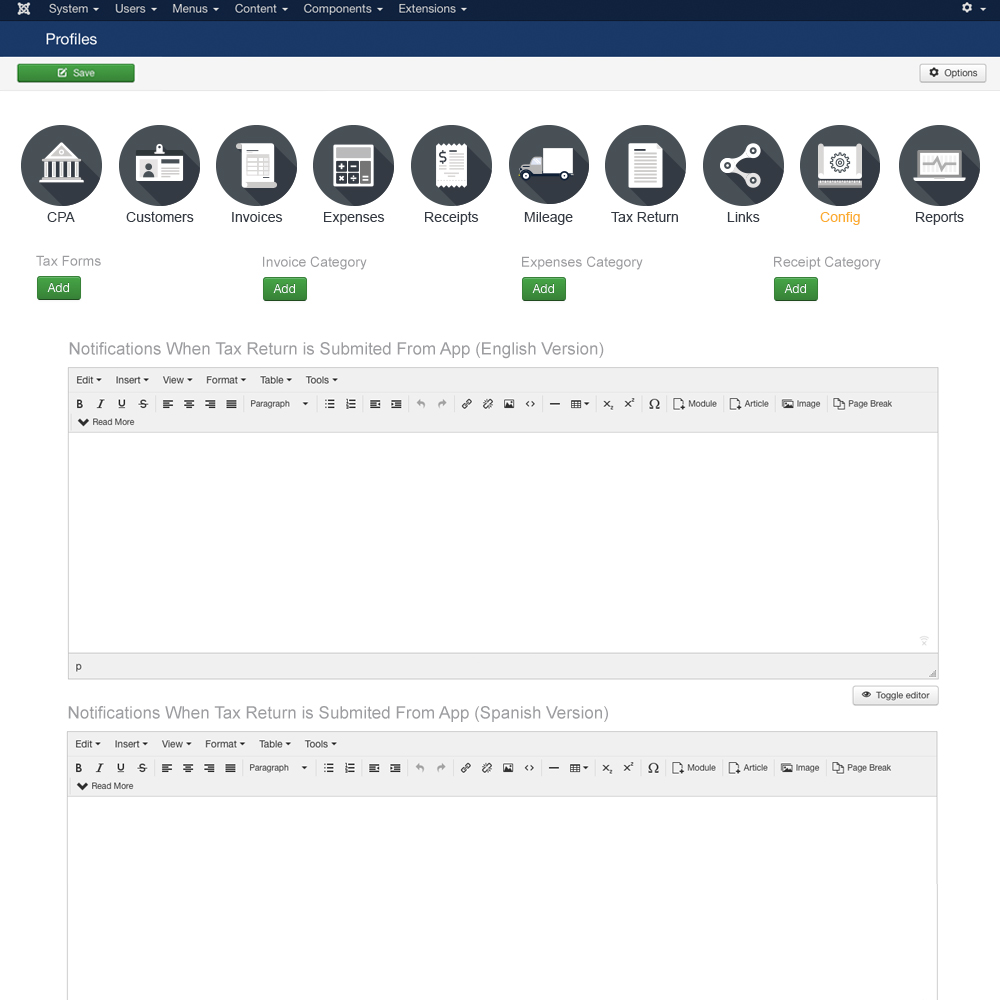 System Users Menus Content Components Extensions
Profiles
Save Options
CPA Customers Invoices Expenses Receipts Mileage Tax Return Links Config Reports
Tax Forms Invoice Category Expenses Category Receipt Category
Add Add Add Add
Notifications When Tax Return is Submited From App (English Version)
Edit Insert View Format Table Tools
B I U S Paragraph Module Article Image Page Break
Read More
p
Toggle editor
Notifications When Tax Return is Submited From App (Spanish Version)
Edit Insert View Format Table Tools
B I U S Paragraph Module Article Image Page Break
Read More